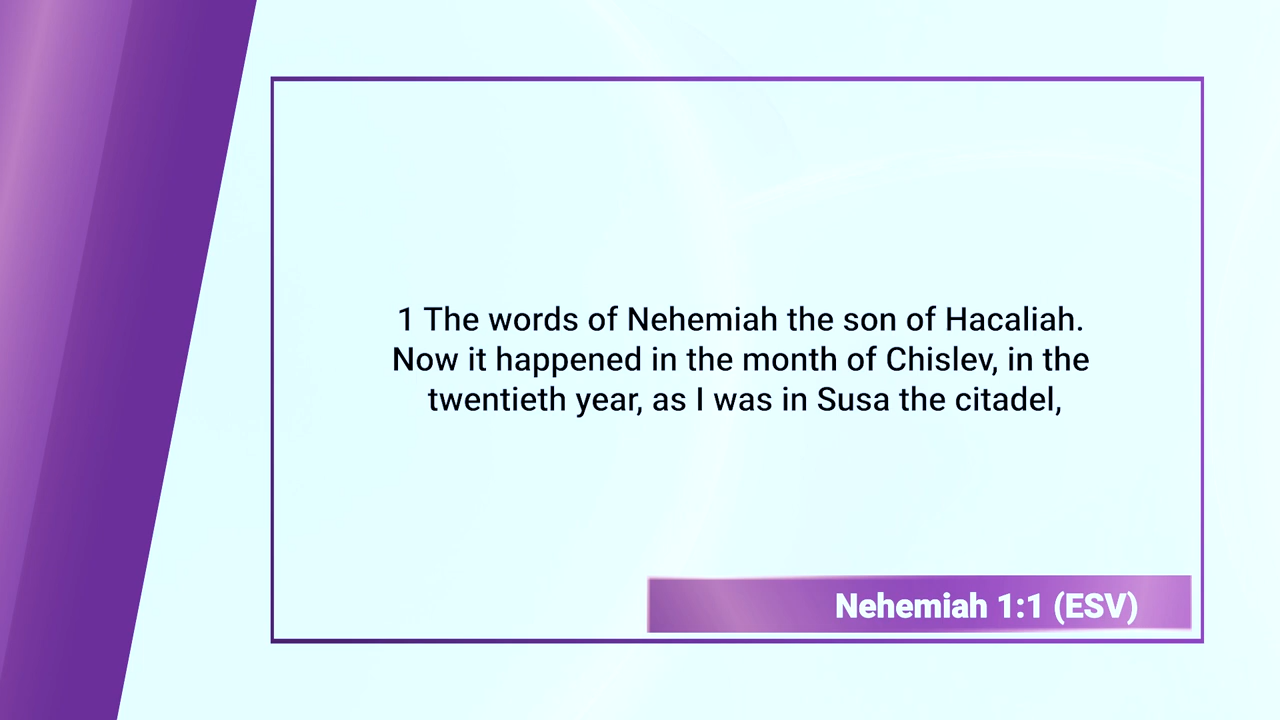 1 The words of Nehemiah the son of Hacaliah.
Now it happened in the month of Chislev, in the
twentieth year, as I was in Susa the citadel,
Nehemiah 1:1 (ESV)